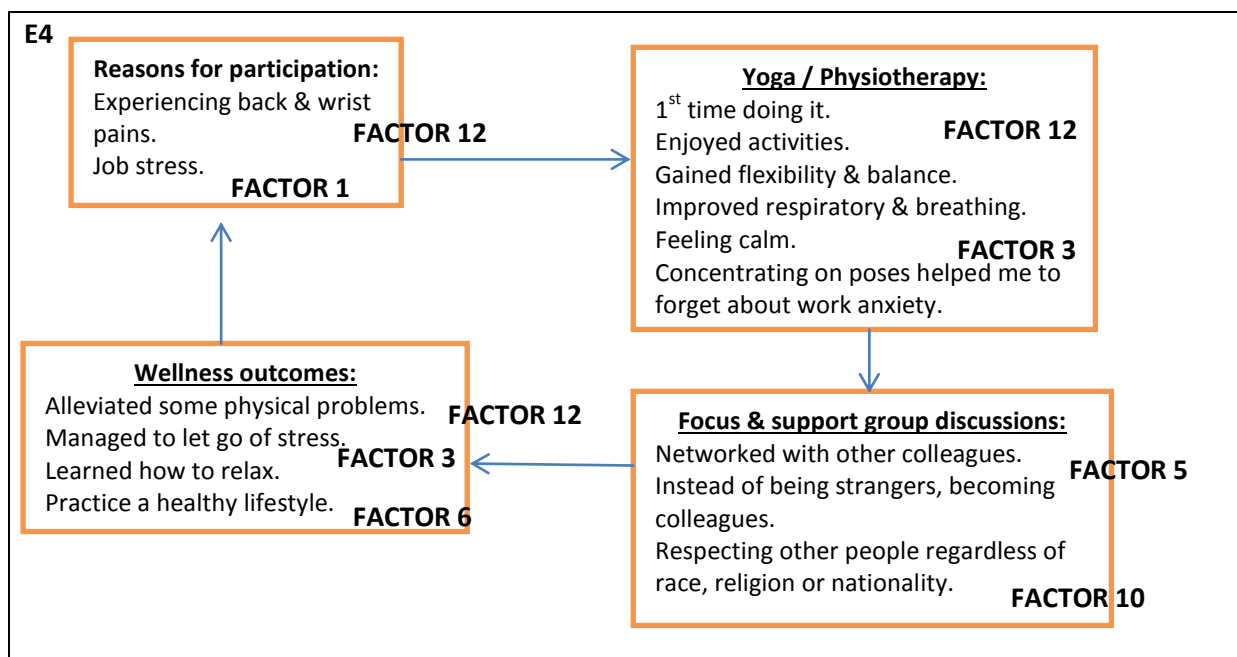 E4
Reasons for participation:
Experiencing back & wrist
pains.
FACTOR 12
Job stress.
FACTOR 1
Yoga / Physiotherapy:
1st time doing it.
FACTOR 12
Enjoyed activities.
Gained flexibility & balance.
Improved respiratory & breathing.
Feeling calm.
FACTOR 3
Concentrating on poses helped me to
forget about work anxiety.
Focus & support group discussions:
Networked with other colleagues.
FACTOR 5
Instead of being strangers, becoming
colleagues.
Respecting other people regardless of
race, religion or nationality.
FACTOR 10
Wellness outcomes:
Alleviated some physical problems.
FACTOR 12
Managed to let go of stress.
FACTOR 3
Learned how to relax.
Practice a healthy lifestyle.
FACTOR 6